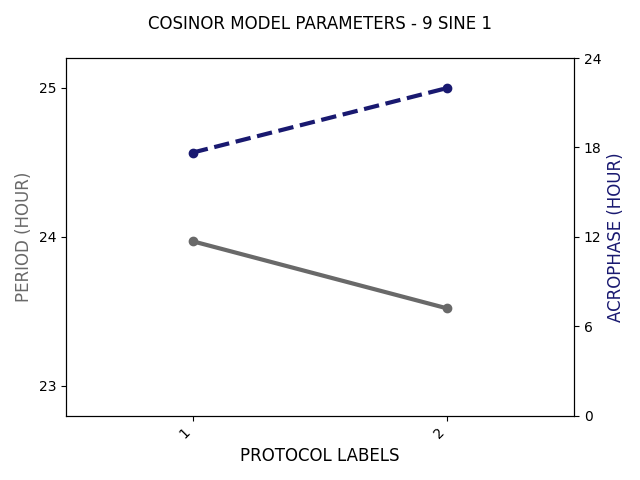 COSINOR MODEL PARAMETERS - 9 SINE 1
25
24
23
PERIOD (HOUR)
24
18
12
6
0
ACROPHASE (HOUR)
1
2
PROTOCOL LABELS